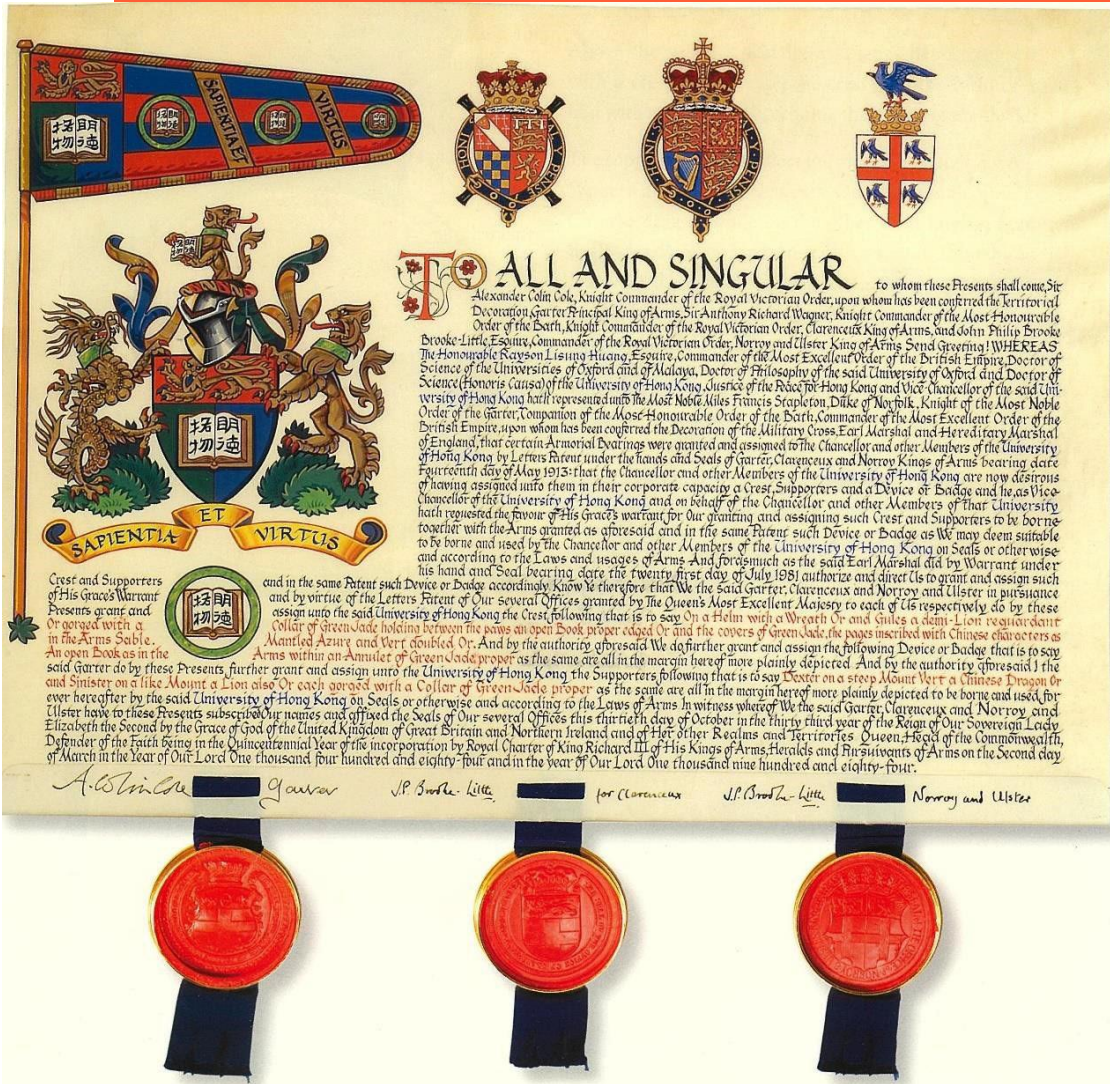 明德格物
SAPIENTIA ET
VIRTUS
HONI
Y PENSE
HONI
Y PENSE
明德格物
明德格物
SAPIENTIA ET VIRTUS
TO ALL AND SINGULAR to whom these Presents shall come, Sir
Alexander Colin Cole, Knight Commander of the Royal Victorian Order, upon whom has been conferred the Territorial
Decoration, Garter Principal King of Arms, Sir Anthony Richard Wagner, Knight Commander of the Most Honourable
Order of the Bath, Knight Commander of the Royal Victorian Order, Clarenceux King of Arms, and John Philip Brooke
Brooke-Little, Esquire, Commander of the Royal Victorian Order, Norroy and Ulster King of Arms Send Greeting! WHEREAS
The Honourable Rayson Lisung Huang, Esquire, Commander of the Most Excellent Order of the British Empire, Doctor of
Science of the Universities of Oxford and of Malaya, Doctor of Philosophy of the said University of Oxford and Doctor of
Science (Honoris Causa) of the University of Hong Kong, Justice of the Peace for Hong Kong and Vice-Chancellor of the said Uni-
versity of Hong Kong hath represented unto The Most Noble Miles Francis Stapleton, Duke of Norfolk, Knight of the Most Noble
Order of the Garter, Companion of the Most Honourable Order of the Bath, Commander of the Most Excellent Order of the
British Empire, upon whom has been conferred the Decoration of the Military Cross, Earl Marshal and Hereditary Marshal
of England, that certain Armorial Bearings were granted and assigned to the Chancellor and other Members of the University
of Hong Kong by Letters Patent under the hands and Seals of Garter, Clarenceux and Norroy Kings of Arms bearing date
Fourteenth day of May 1913: that the Chancellor and other Members of the University of Hong Kong are now desirous
of having assigned unto them in their corporate capacity a Crest, Supporters and a Device or Badge and he, as Vice-
Chancellor of the University of Hong Kong and on behalf of the Chancellor and other Members of that University
hath requested the favour of His Grace's warrant for Our granting and assigning such Crest and Supporters to be borne
together with the Arms granted as aforesaid and in the same Patent such Device or Badge as We may deem suitable
to be borne and used by the Chancellor and other Members of the University of Hong Kong on Seals or otherwise
and according to the Laws and usages of Arms And forasmuch as the said Earl Marshal did by Warrant under
his hand and Seal bearing date the twenty first day of July 1981 authorize and direct Us to grant and assign such
Crest and Supporters and in the same Patent such Device or Badge accordingly Know Ye therefore that We the said Garter, Clarenceux and Norroy and Ulster in pursuance
of His Grace's Warrant and by virtue of the Letters Patent of Our several Offices granted by The Queen's Most Excellent Majesty to each of Us respectively do by these
Presents grant and assign unto the said University of Hong Kong the Crest following that is to say On a Helm with a Wreath Or and Gules a demi-Lion reguardant
Or gorged with a Collar of Green Jade holding between the paws an open Book proper edged Or and the covers of Green Jade, the pages inscribed with Chinese characters as
in the Arms Sable. Mantled Azure and Vert doubled Or. And by the authority aforesaid We do further grant and assign the following Device or Badge that is to say
An open Book as in the Arms within an Annulet of Green Jade proper as the same are all in the margin hereof more plainly depicted And by the authority aforesaid I the
said Garter do by these Presents further grant and assign unto the University of Hong Kong the Supporters following that is to say Dexter on a steep Mount Vert a Chinese Dragon Or
and Sinister on a like Mount a Lion also Or each gorged with a Collar of Green Jade proper as the same are all in the margin hereof more plainly depicted to be borne and used for
ever hereafter by the said University of Hong Kong on Seals or otherwise and according to the Laws of Arms In witness whereof We the said Garter, Clarenceux and Norroy and
Ulster have to these Presents subscribed Our names and affixed the Seals of Our several Offices this thirtieth day of October in the thirty third year of the Reign of Our Sovereign Lady
Elizabeth the Second by the Grace of God of the United Kingdom of Great Britain and Northern Ireland and of Her other Realms and Territories Queen, Head of the Commonwealth,
Defender of the Faith being in the Quincentennial Year of the incorporation by Royal Charter of King Richard III of His Kings of Arms, Heralds and Pursuivants of Arms on the Second day
of March in the Year of Our Lord One thousand four hundred and eighty-four and in the year of Our Lord One thousand nine hundred and eighty-four.
A. Colin Cole Garter J.P. Brooke-Little for Clarenceux J.P. Brooke-Little Norroy and Ulster